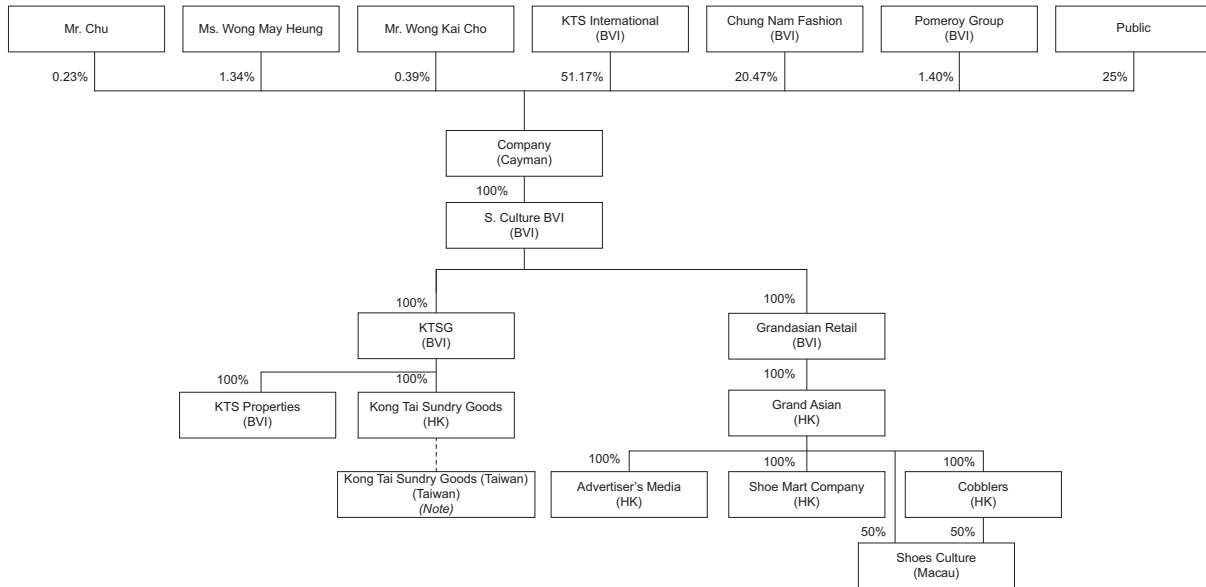 Mr. Chu
Ms. Wong May Heung
Mr. Wong Kai Cho
KTS International
(BVI)
Chung Nam Fashion
(BVI)
Pomeroy Group
(BVI)
Public
0.23%
1.34%
0.39%
51.17%
20.47%
1.40%
25%
Company
(Cayman)
100%
S. Culture BVI
(BVI)
100%
100%
KTSG
(BVI)
Grandasian Retail
(BVI)
100%
100%
100%
KTS Properties
(BVI)
Kong Tai Sundry Goods
(HK)
Grand Asian
(HK)
100%
100%
100%
Kong Tai Sundry Goods (Taiwan)
(Taiwan)
(Note)
Advertiser's Media
(HK)
Shoe Mart Company
(HK)
Cobblers
(HK)
50%
50%
Shoes Culture
(Macau)